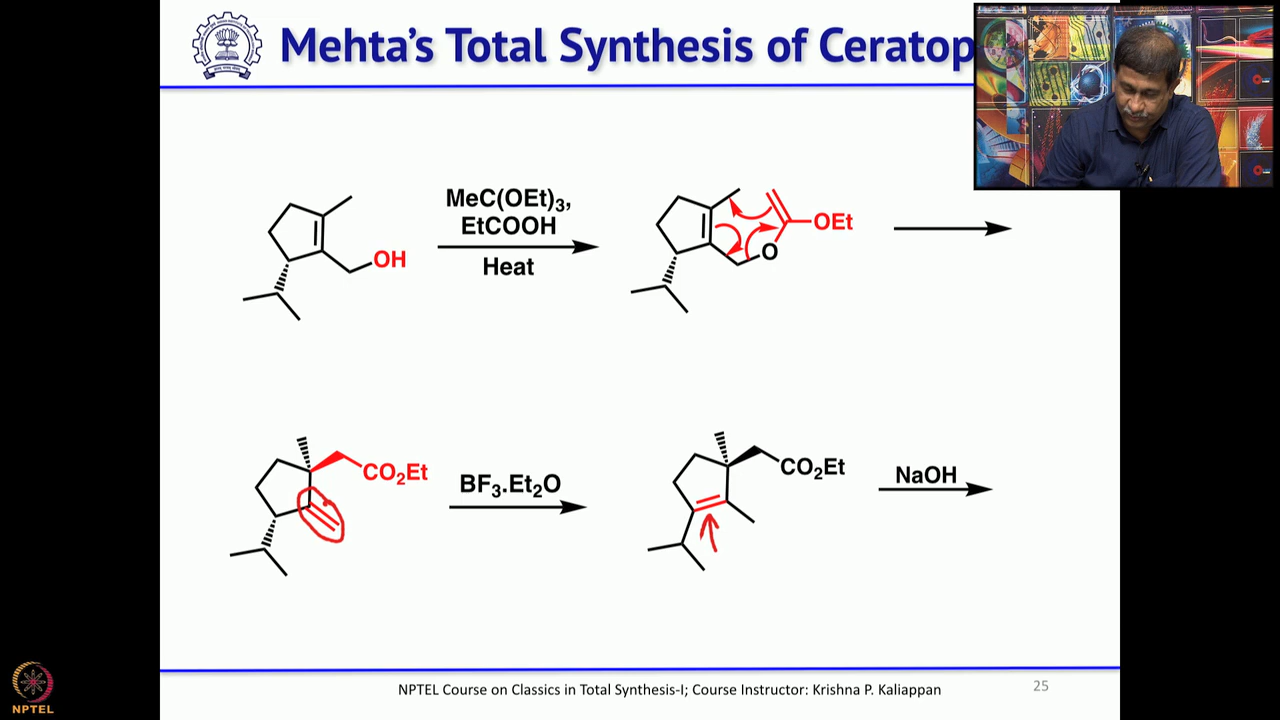 Mehta's Total Synthesis of Ceratop
MeC(OEt)3,
EtCOOH
Heat
OH
OEt
O
CO2Et
BF3.Et2O
CO2Et
NaOH
NPTEL Course on Classics in Total Synthesis-I; Course Instructor: Krishna P. Kaliappan
25
NPTEL